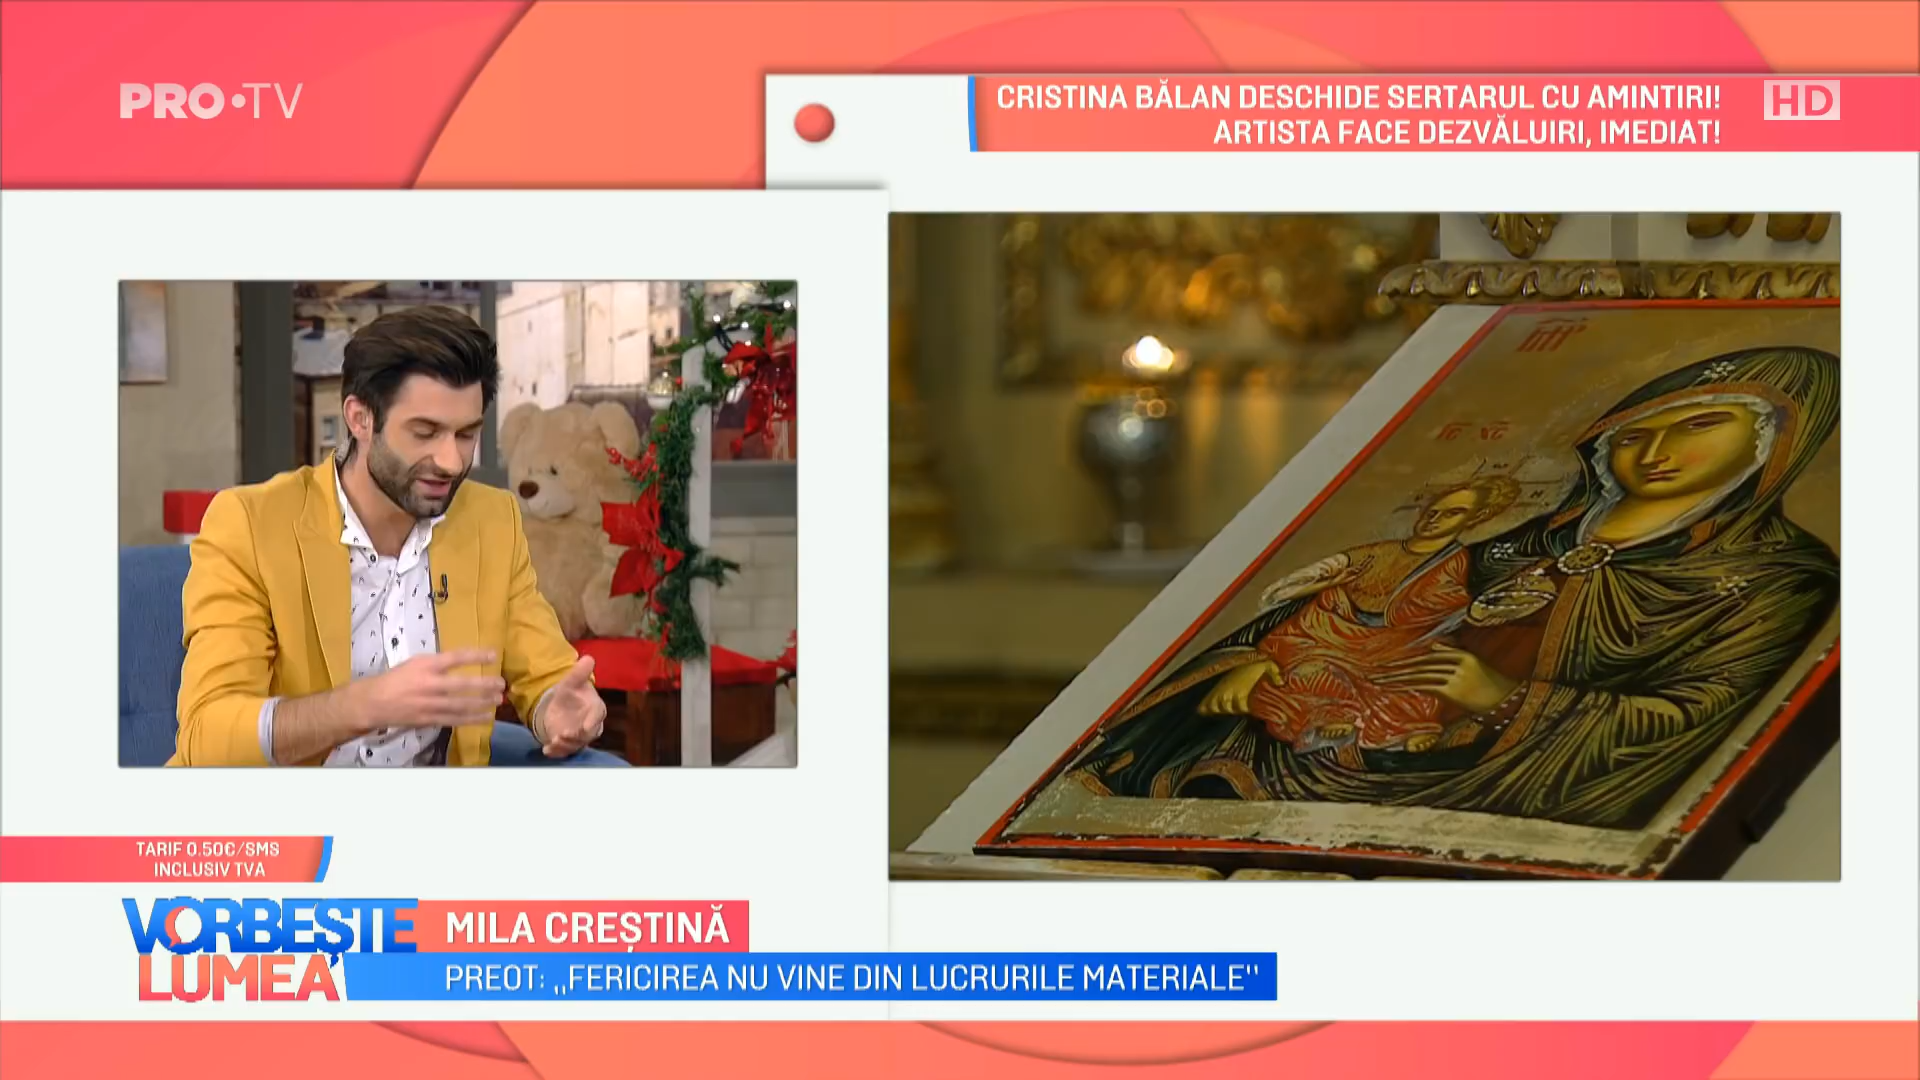 PRO•TV
CRISTINA BĂLAN DESCHIDE SERTARUL CU AMINTIRI!
ARTISTA FACE DEZVĂLUIRI, IMEDIAT!
HD
TARIF 0.50€/SMS
INCLUSIV TVA
VORBEȘTE
LUMEA
MILA CREȘTINĂ
PREOT: „FERICIREA NU VINE DIN LUCRURILE MATERIALE"